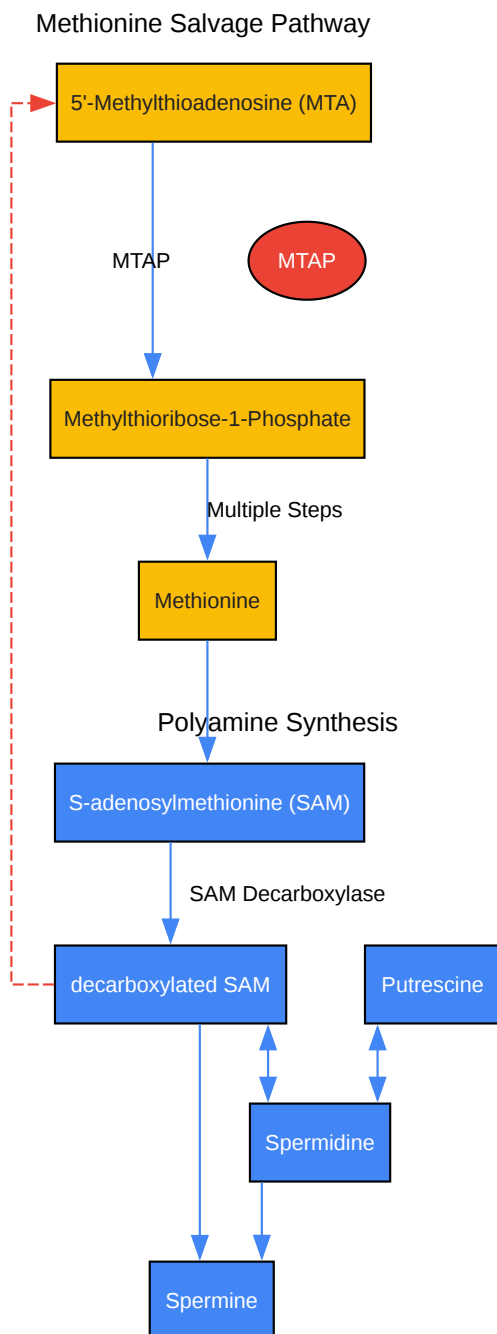 Methionine Salvage Pathway
5'-Methylthioadenosine (MTA)
MTAP
MTAP
Methylthioribose-1-Phosphate
Multiple Steps
Methionine
Polyamine Synthesis
S-adenosylmethionine (SAM)
SAM Decarboxylase
decarboxylated SAM
Putrescine
Spermidine
Spermine